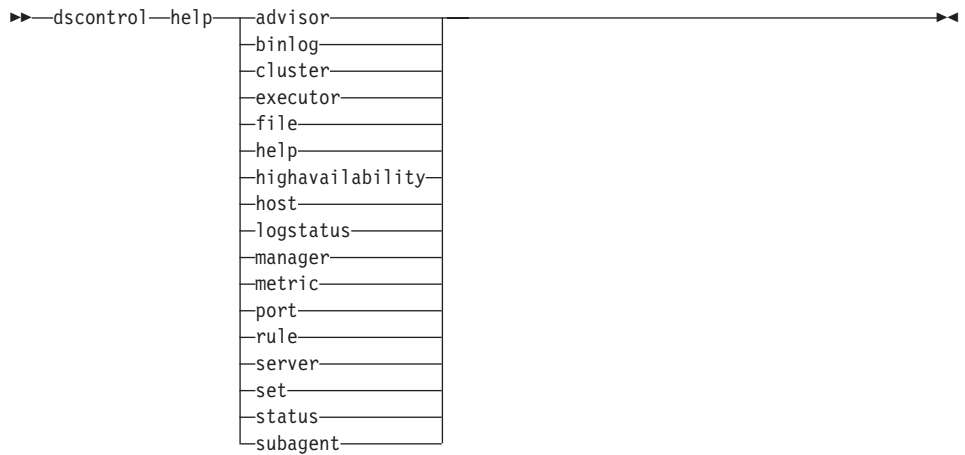 dscontrol help advisor
binlog
cluster
executor
file
help
highavailability
host
logstatus
manager
metric
port
rule
server
set
status
subagent